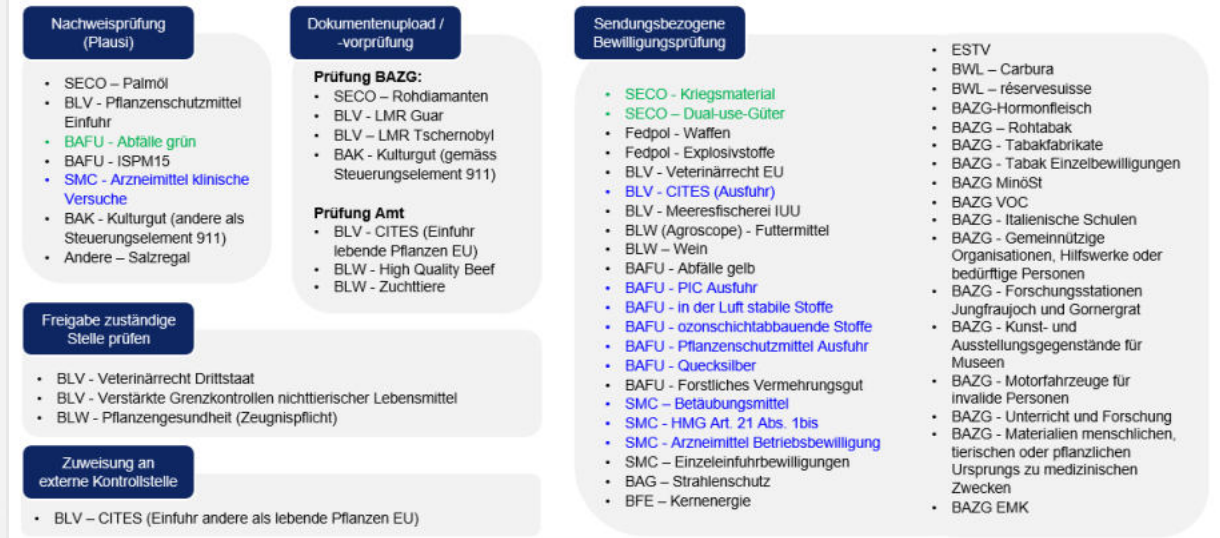 Nachweisprüfung
(Plausi)
• SECO – Palmöl
• BLV - Pflanzenschutzmittel
Einfuhr
• BAFU - Abfälle grün
• BAFU - ISPM15
• SMC - Arzneimittel klinische
Versuche
• BAK - Kulturgut (andere als
Steuerungselement 911)
• Andere – Salzregal
Dokumentenupload /
-vorprüfung
Prüfung BAZG:
• SECO – Rohdiamanten
• BLV - LMR Guar
• BLV – LMR Tschernobyl
• BAK - Kulturgut (gemäss
Steuerungselement 911)
Prüfung Amt
• BLV - CITES (Einfuhr
lebende Pflanzen EU)
• BLW - High Quality Beef
• BLW - Zuchttiere
Freigabe zuständige
Stelle prüfen
• BLV - Veterinärrecht Drittstaat
• BLV - Verstärkte Grenzkontrollen nichttierischer Lebensmittel
• BLW - Pflanzengesundheit (Zeugnispflicht)
Zuweisung an
externe Kontrollstelle
• BLV – CITES (Einfuhr andere als lebende Pflanzen EU)
Sendungsbezogene
Bewilligungsprüfung
• SECO - Kriegsmaterial
• SECO – Dual-use-Güter
• Fedpol - Waffen
• Fedpol - Explosivstoffe
• BLV - Veterinärrecht EU
• BLV - CITES (Ausfuhr)
• BLV - Meeresfischerei IUU
• BLW (Agroscope) - Futtermittel
• BLW – Wein
• BAFU - Abfälle gelb
• BAFU - PIC Ausfuhr
• BAFU - in der Luft stabile Stoffe
• BAFU - ozonschichtabbauende Stoffe
• BAFU - Pflanzenschutzmittel Ausfuhr
• BAFU - Quecksilber
• BAFU - Forstliches Vermehrungsgut
• SMC – Betäubungsmittel
• SMC - HMG Art. 21 Abs. 1bis
• SMC - Arzneimittel Betriebsbewilligung
• SMC – Einzeleinfuhrbewilligungen
• BAG – Strahlenschutz
• BFE – Kernenergie
• ESTV
• BWL – Carbura
• BWL – réservesuisse
• BAZG-Hormonfleisch
• BAZG – Rohtabak
• BAZG - Tabakfabrikate
• BAZG - Tabak Einzelbewilligungen
• BAZG MinöSt
• BAZG VOC
• BAZG - Italienische Schulen
• BAZG - Gemeinnützige
Organisationen, Hilfswerke oder
bedürftige Personen
• BAZG - Forschungsstationen
Jungfraujoch und Gornergrat
• BAZG - Kunst- und
Ausstellungsgegenstände für
Museen
• BAZG - Motorfahrzeuge für
invalide Personen
• BAZG - Unterricht und Forschung
• BAZG - Materialien menschlichen,
tierischen oder pflanzlichen
Ursprungs zu medizinischen
Zwecken
• BAZG EMK